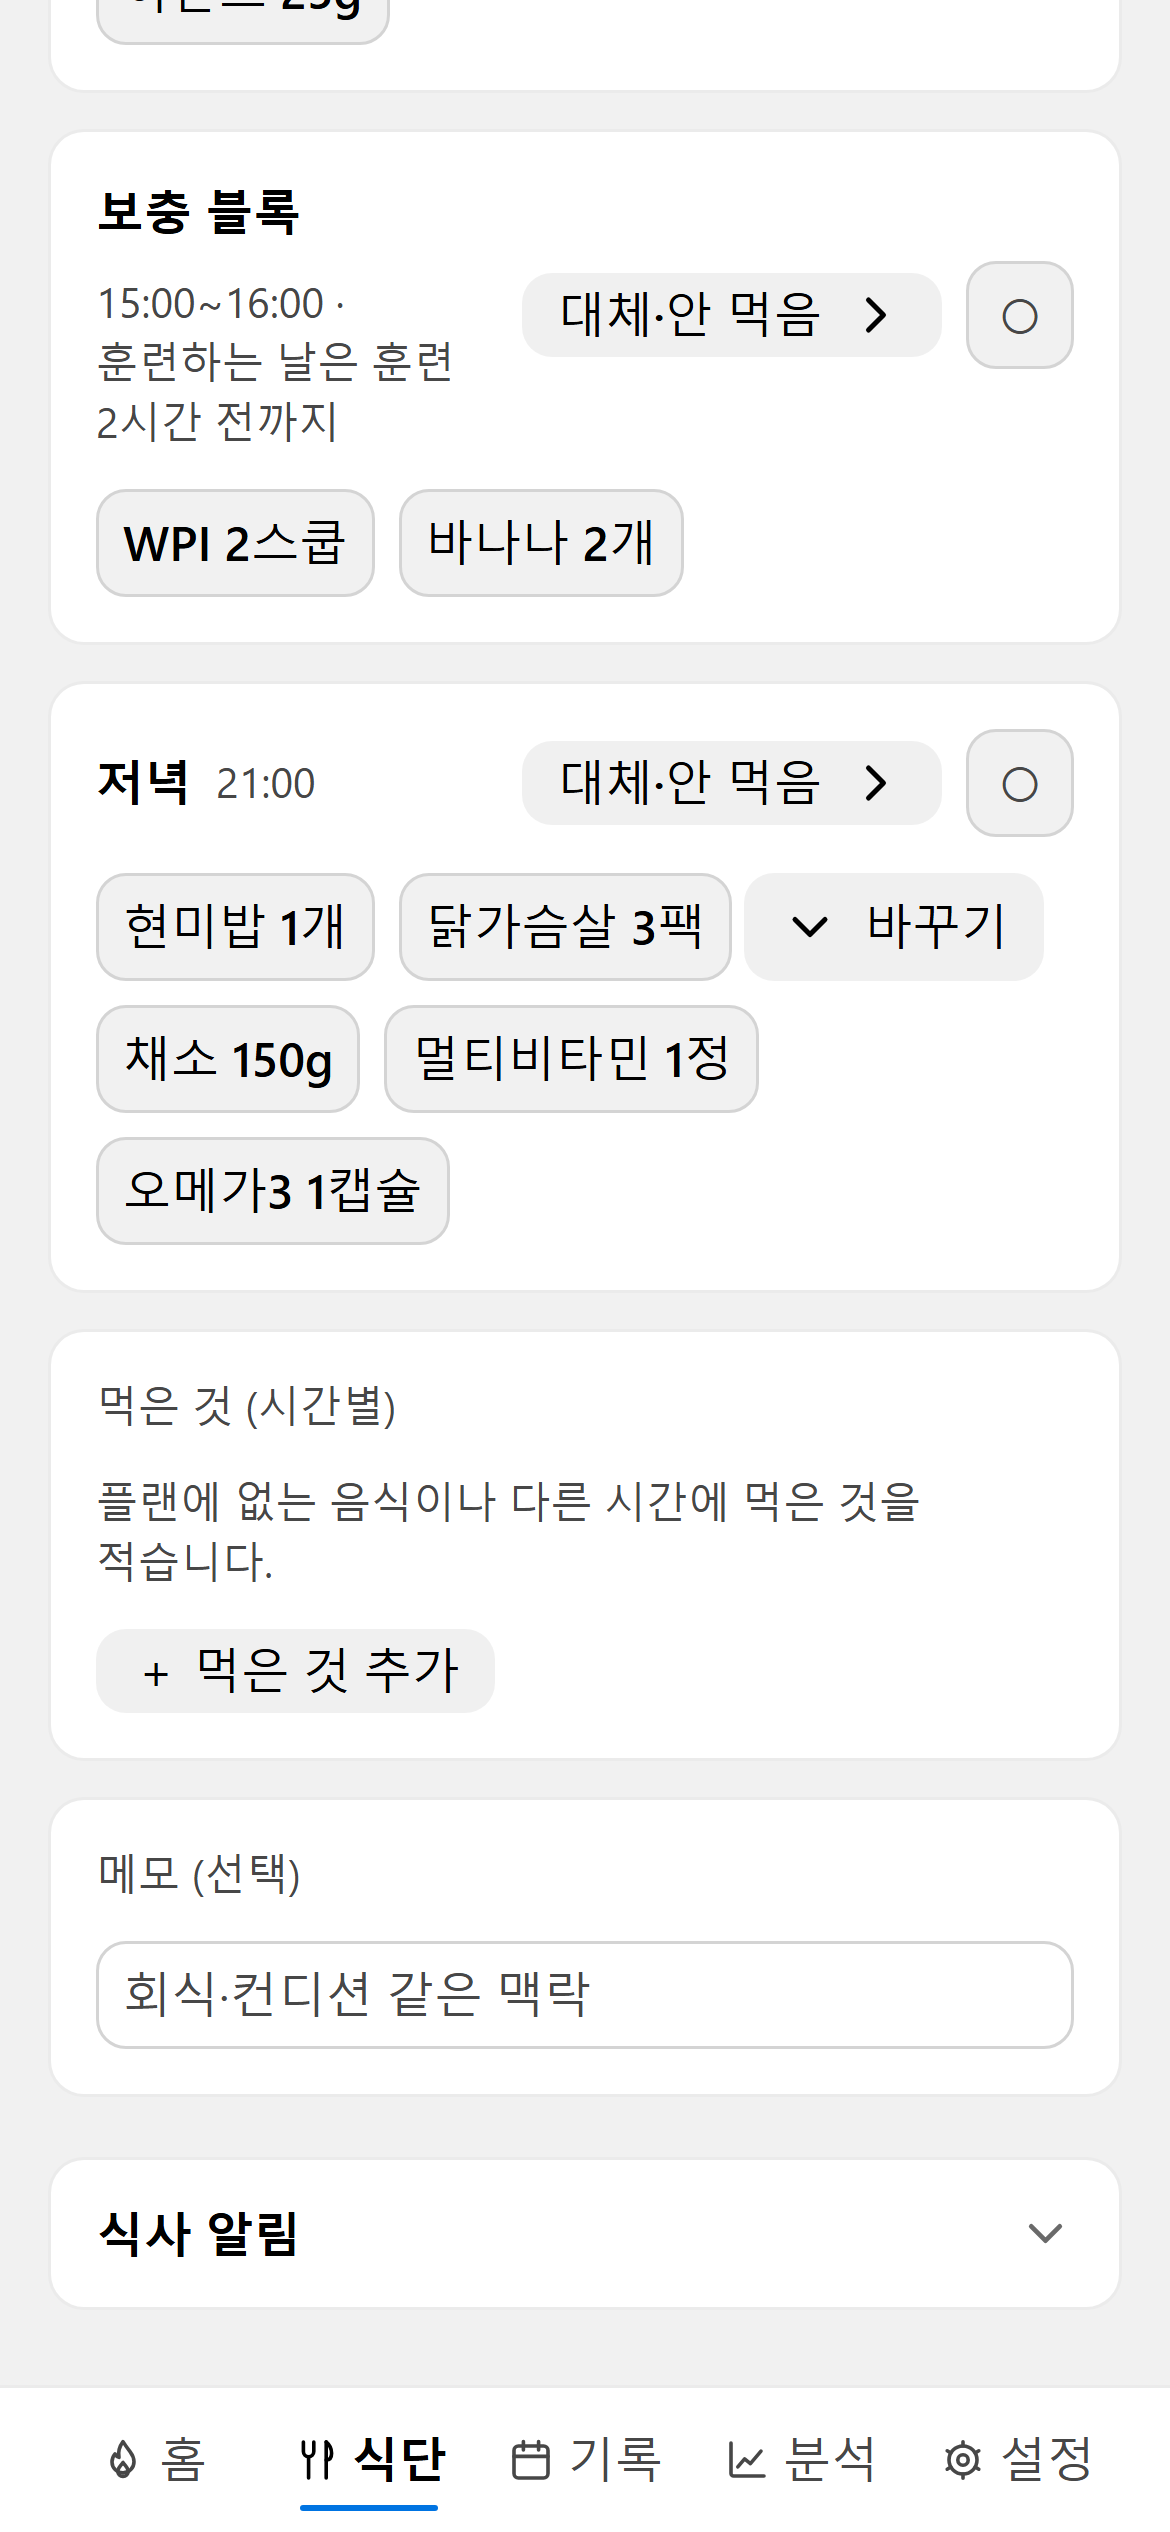 25g
보충 블록
15:00~16:00 ·
훈련하는 날은 훈련
2시간 전까지
대체·안 먹음
WPI 2스쿱
바나나 2개
저녁 21:00
대체·안 먹음
현미밥 1개
닭가슴살 3팩
바꾸기
채소 150g
멀티비타민 1정
오메가3 1캡슐
먹은 것 (시간별)
플랜에 없는 음식이나 다른 시간에 먹은 것을
적습니다.
+ 먹은 것 추가
메모 (선택)
회식·컨디션 같은 맥락
식사 알림
홈
식단
기록
분석
설정